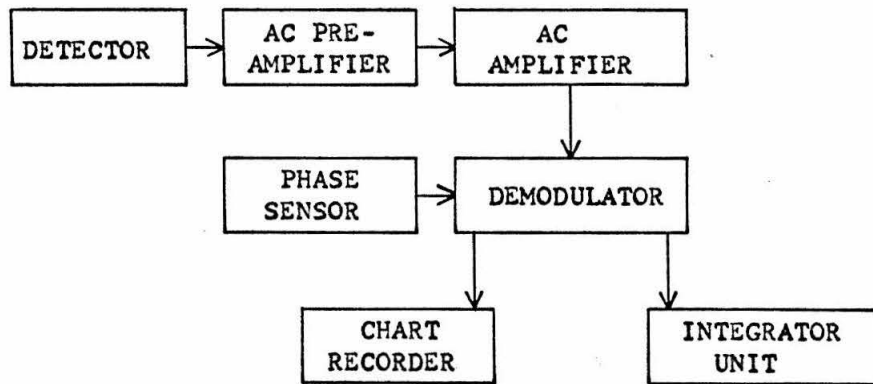 DETECTOR
AC PRE-
AMPLIFIER
AC
AMPLIFIER
PHASE
SENSOR
DEMODULATOR
CHART
RECORDER
INTEGRATOR
UNIT